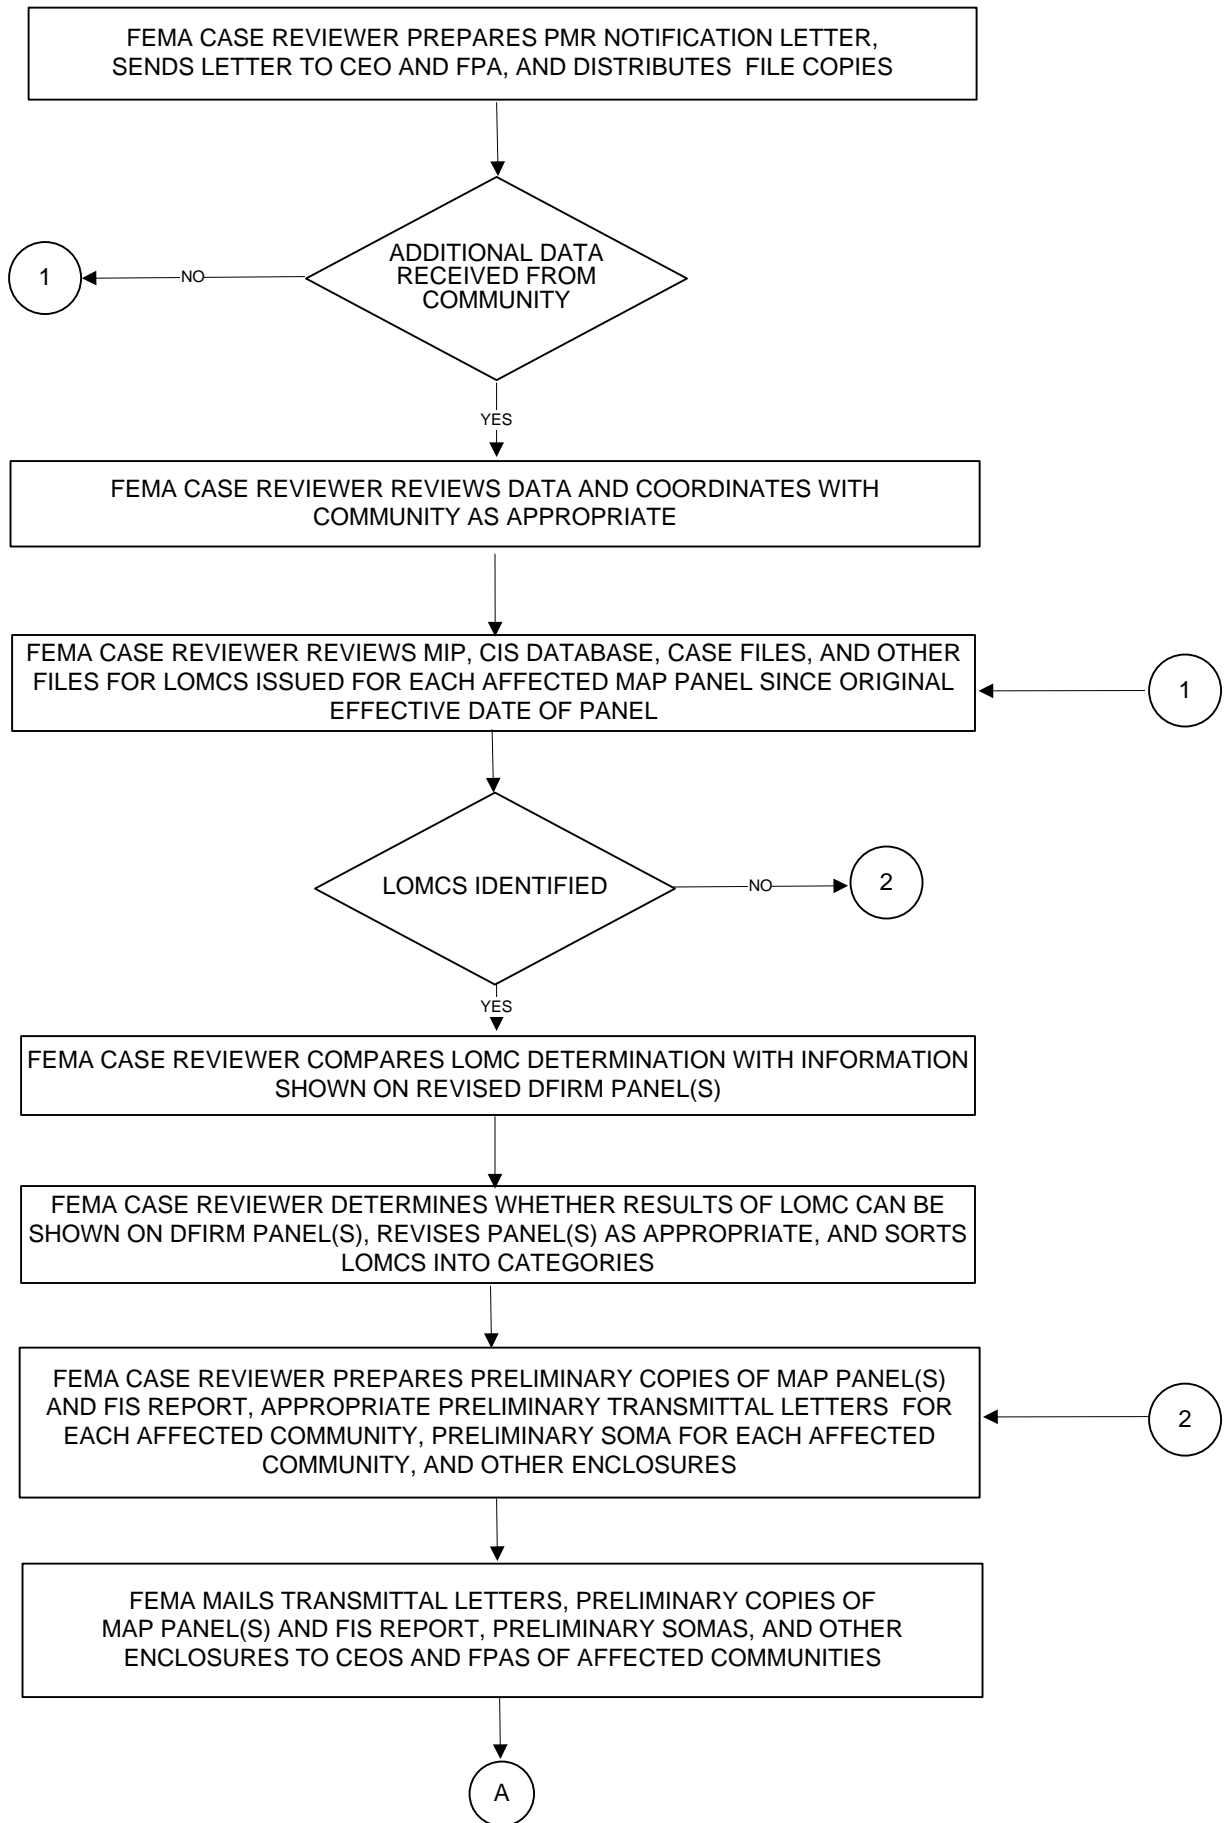 FEMA CASE REVIEWER PREPARES PMR NOTIFICATION LETTER,
SENDS LETTER TO CEO AND FPA, AND DISTRIBUTES FILE COPIES
ADDITIONAL DATA
RECEIVED FROM
COMMUNITY
NO
1
YES
FEMA CASE REVIEWER REVIEWS DATA AND COORDINATES WITH
COMMUNITY AS APPROPRIATE
FEMA CASE REVIEWER REVIEWS MIP, CIS DATABASE, CASE FILES, AND OTHER
FILES FOR LOMCS ISSUED FOR EACH AFFECTED MAP PANEL SINCE ORIGINAL
EFFECTIVE DATE OF PANEL
1
LOMCS IDENTIFIED
NO
2
YES
FEMA CASE REVIEWER COMPARES LOMC DETERMINATION WITH INFORMATION
SHOWN ON REVISED DFIRM PANEL(S)
FEMA CASE REVIEWER DETERMINES WHETHER RESULTS OF LOMC CAN BE
SHOWN ON DFIRM PANEL(S), REVISES PANEL(S) AS APPROPRIATE, AND SORTS
LOMCS INTO CATEGORIES
FEMA CASE REVIEWER PREPARES PRELIMINARY COPIES OF MAP PANEL(S)
AND FIS REPORT, APPROPRIATE PRELIMINARY TRANSMITTAL LETTERS FOR
EACH AFFECTED COMMUNITY, PRELIMINARY SOMA FOR EACH AFFECTED
COMMUNITY, AND OTHER ENCLOSURES
2
FEMA MAILS TRANSMITTAL LETTERS, PRELIMINARY COPIES OF
MAP PANEL(S) AND FIS REPORT, PRELIMINARY SOMAS, AND OTHER
ENCLOSURES TO CEOS AND FPAS OF AFFECTED COMMUNITIES
A